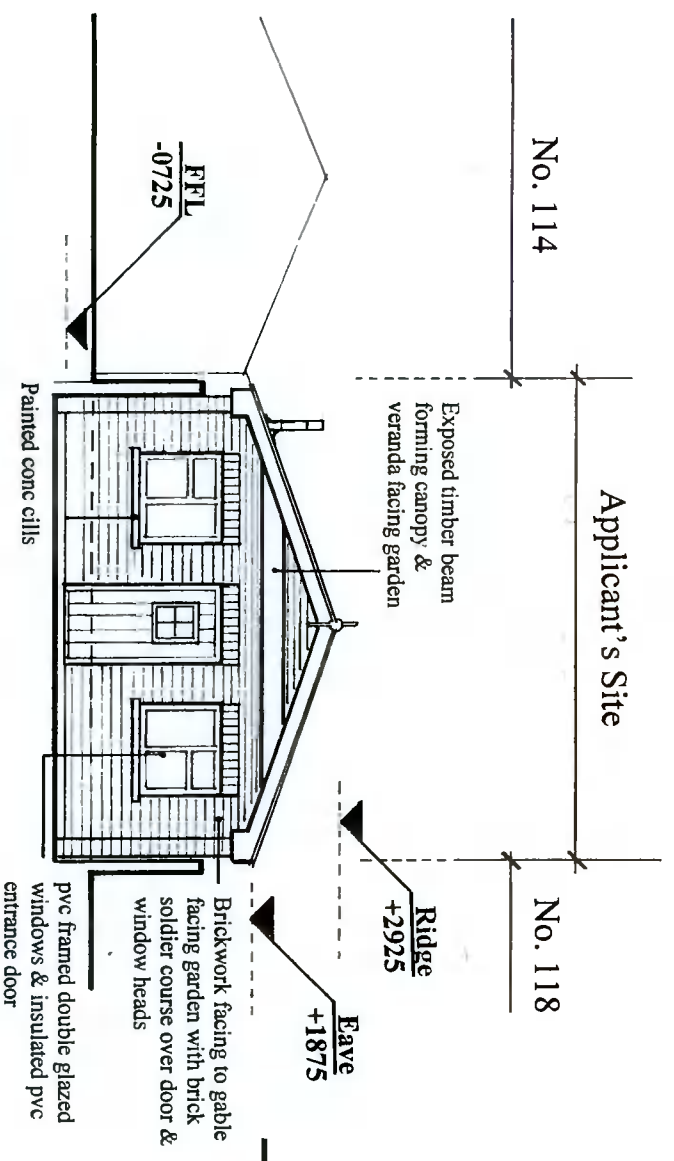 No. 114
Applicant's Site
No. 118
Exposed timber beam
forming canopy &
veranda facing garden
FFL
-0725
Ridge
+2925
Eave
+1875
Painted conc cills
Brickwork facing to gable
facing garden with brick
soldier course over door &
window heads
pvc framed double glazed
windows & insulated pvc
entrance door